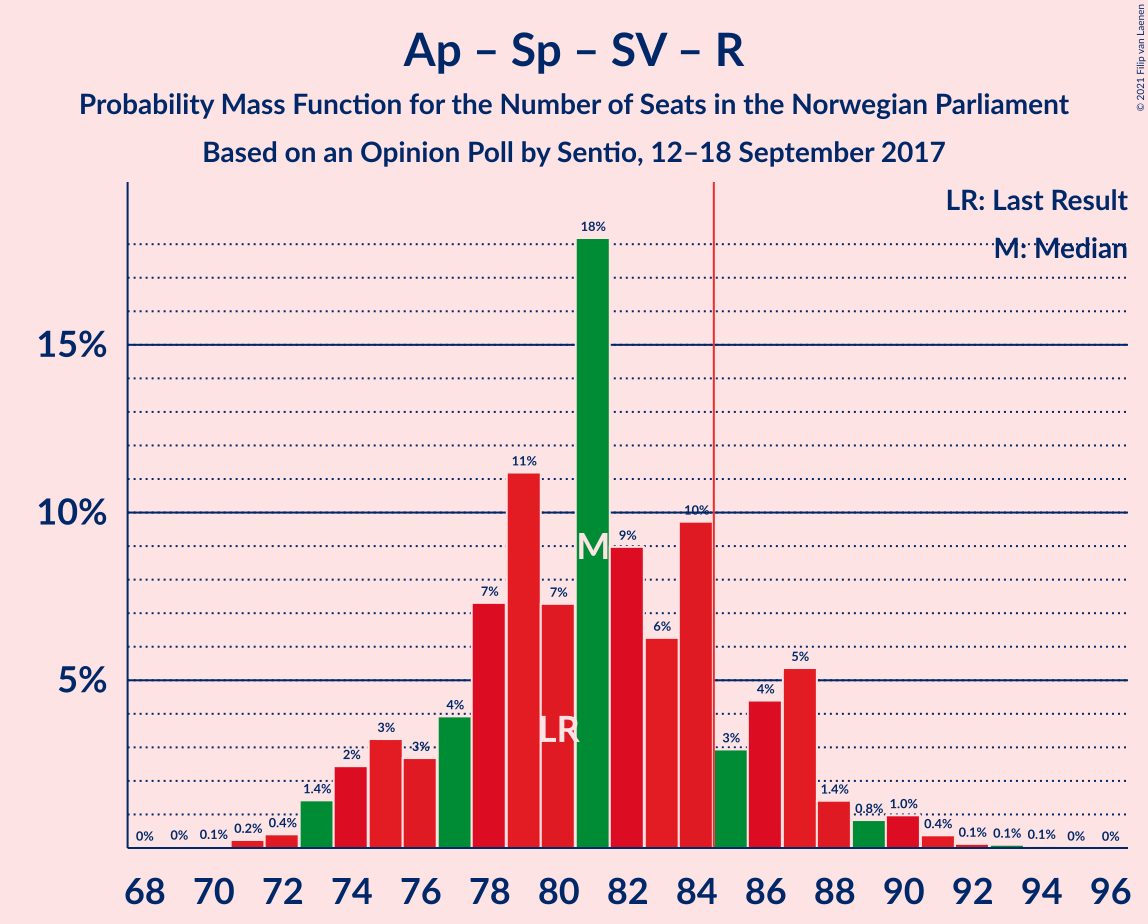 Ap – Sp – SV – R
Probability Mass Function for the Number of Seats in the Norwegian Parliament
Based on an Opinion Poll by Sentio, 12–18 September 2017
© 2021 Filip van Laenen
LR: Last Result
M: Median
15%
10%
5%
0% 0% 0.1% 0.2% 0.4% 1.4% 2% 3% 3% 4% 7% 11% 7% 18% 9% 6% 10% 3% 4% 5% 1.4% 0.8% 1.0% 0.4% 0.1% 0.1% 0.1% 0% 0%
M
LR
68 70 72 74 76 78 80 82 84 86 88 90 92 94 96